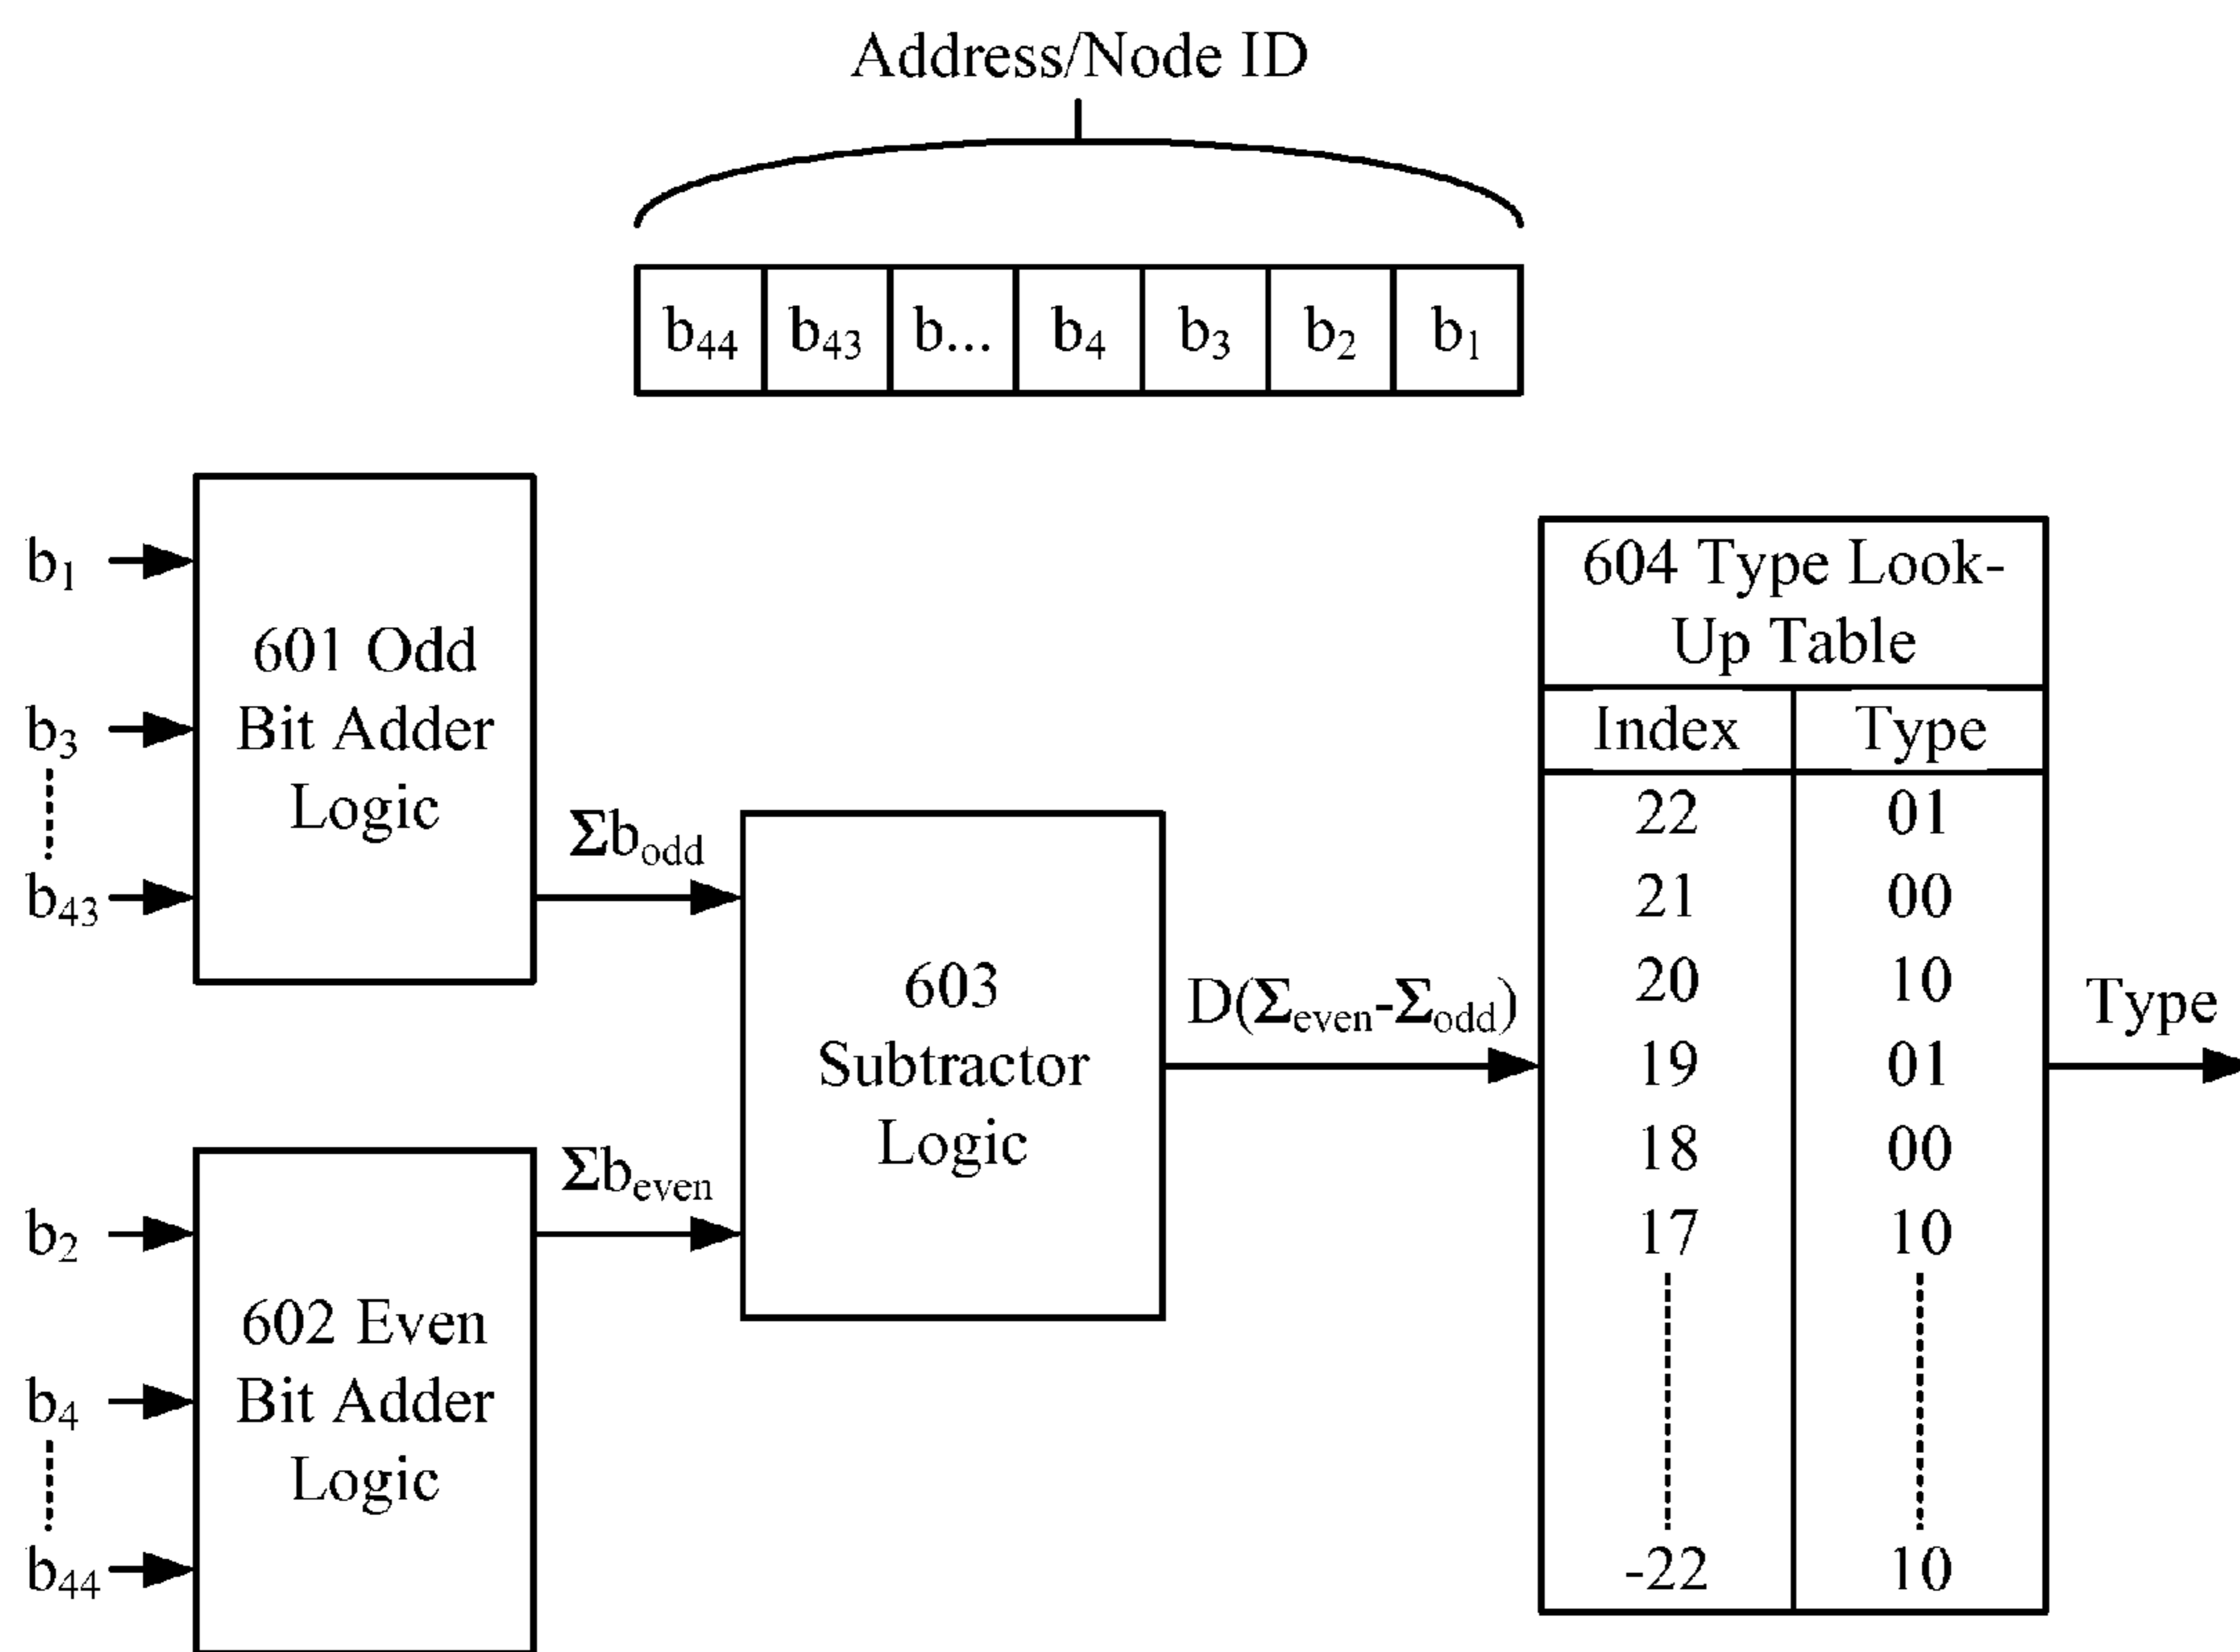 Address/Node ID
b44 b43 b... b4 b3 b2 b1
b1
b3
b43
601 Odd
Bit Adder
Logic
Σbodd
b2
b4
b44
602 Even
Bit Adder
Logic
Σbeven
603
Subtractor
Logic
D(Σeven-Σodd)
604 Type Look-
Up Table
Index Type
22 01
21 00
20 10
19 01
18 00
17 10
-22 10
Type